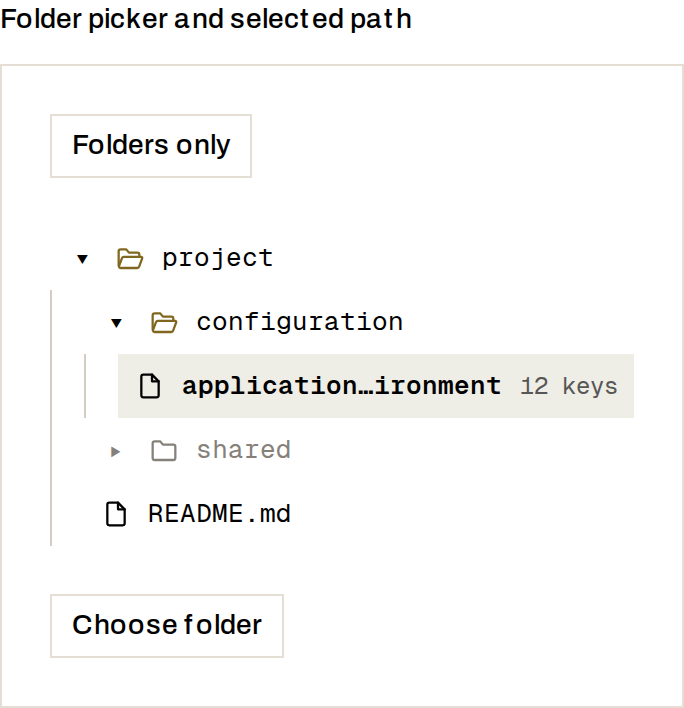 Folder picker and selected path
Folders only
project
configuration
application…ironment 12 keys
shared
README.md
Choose folder